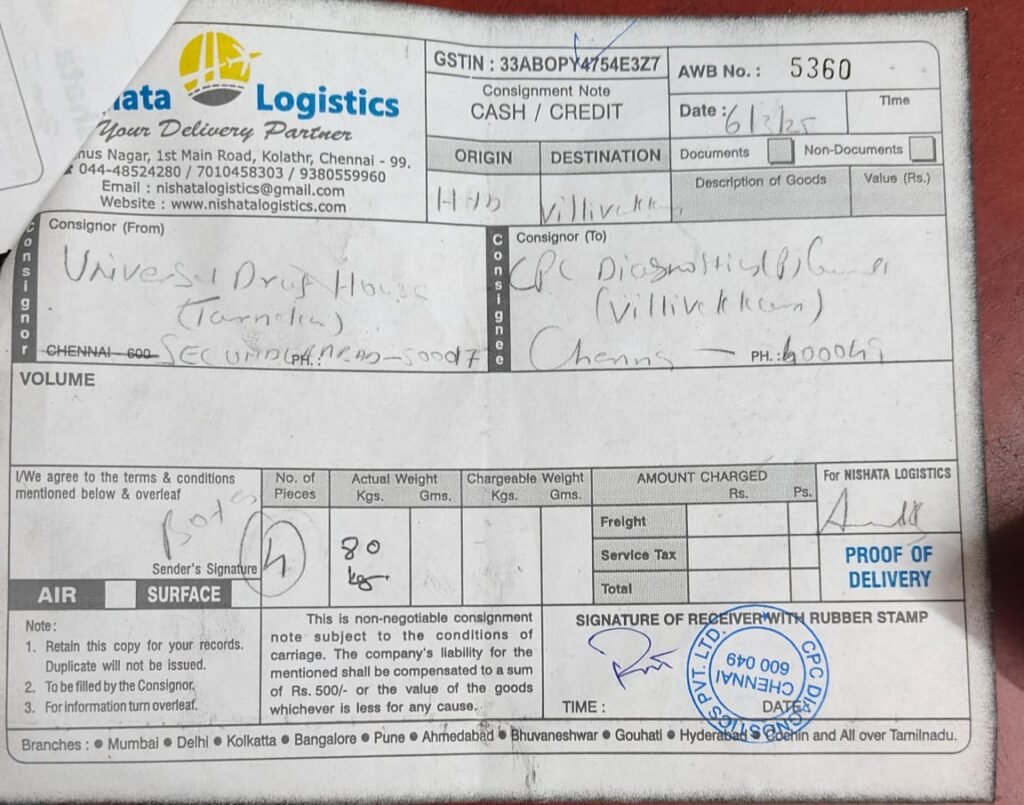 Logistics
Your Delivery Partner
nus Nagar, 1st Main Road, Kolathr, Chennai - 99.
044-48524280 / 7010458303 / 9380559960
Email : nishatalogistics@gmail.com
Website : www.nishatalogistics.com
GSTIN : 33ABOPY4754E3Z7
Consignment Note
CASH / CREDIT
AWB No. : 5360
Date : 6/3/25
Time
ORIGIN DESTINATION
Hyb Villivakkam
Documents Non-Documents
Description of Goods Value (Rs.)
Consignor
Consignor (From)
Universal Drug House
(Tarnaka)
CHENNAI - 600 SECUNDERABAD - 500017
PH.:
Consignee
Consignor (To)
CPC Diagnostics (P)
(Villivakkam)
Chennai - PH. : 600049
VOLUME
I/We agree to the terms & conditions
mentioned below & overleaf
Sender's Signature
AIR SURFACE
No. of
Pieces
4
Actual Weight
Kgs. Gms.
80
kg
Chargeable Weight
Kgs. Gms.
AMOUNT CHARGED
Rs. Ps.
Freight
Service Tax
Total
For NISHATA LOGISTICS
PROOF OF
DELIVERY
Note :
1. Retain this copy for your records.
Duplicate will not be issued.
2. To be filled by the Consignor.
3. For information turn overleaf.
This is non-negotiable consignment
note subject to the conditions of
carriage. The company's liability for the
mentioned shall be compensated to a sum
of Rs. 500/- or the value of the goods
whichever is less for any cause.
SIGNATURE OF RECEIVER WITH RUBBER STAMP
CPC DIAGNOSTICS PVT. LTD.
CHENNAI
600 049
TIME : DATE
Branches : ● Mumbai ● Delhi ● Kolkatta ● Bangalore ● Pune ● Ahmedabad ● Bhuvaneshwar ● Gouhati ● Hyderabad ● Cochin and All over Tamilnadu.